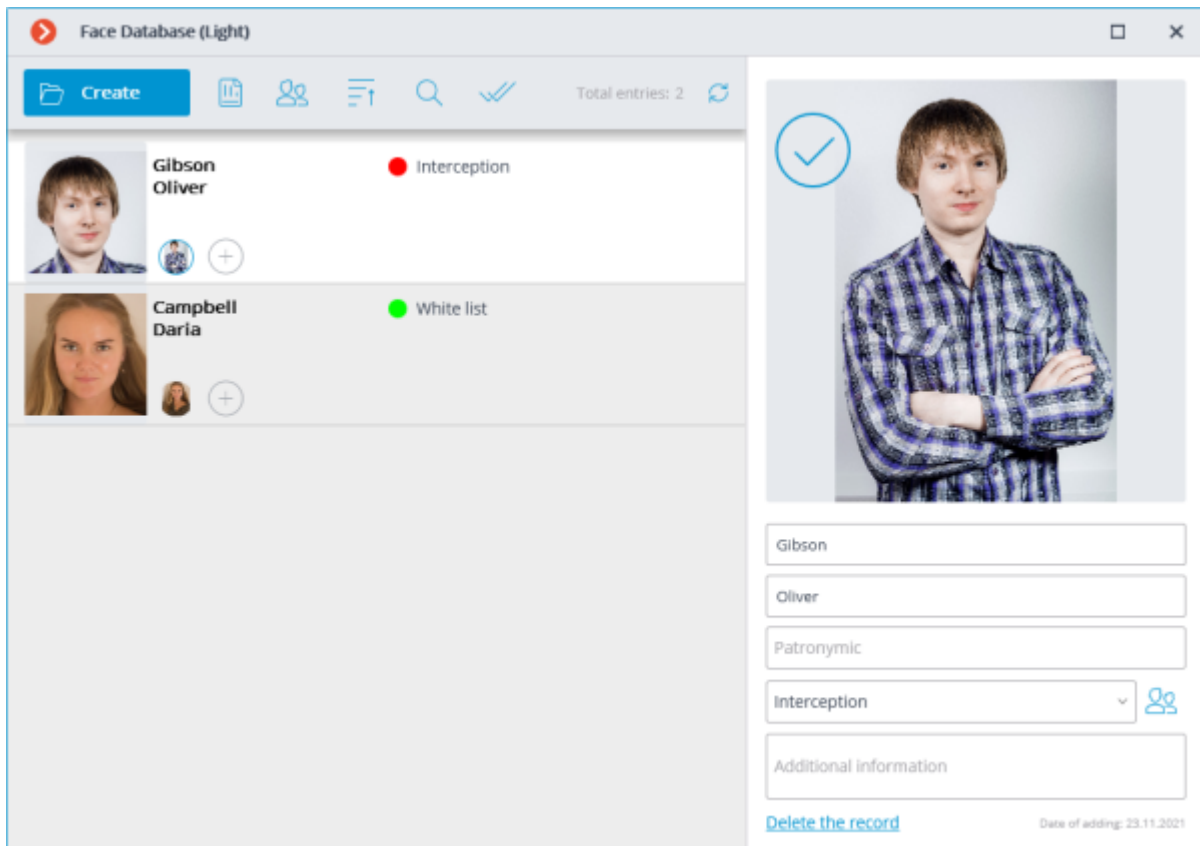 Face Database (Light)
Create
Total entries: 2
Gibson
Oliver
Interception
Campbell
Daria
White list
Gibson
Oliver
Patronymic
Interception
Additional information
Delete the record
Date of adding: 23.11.2021